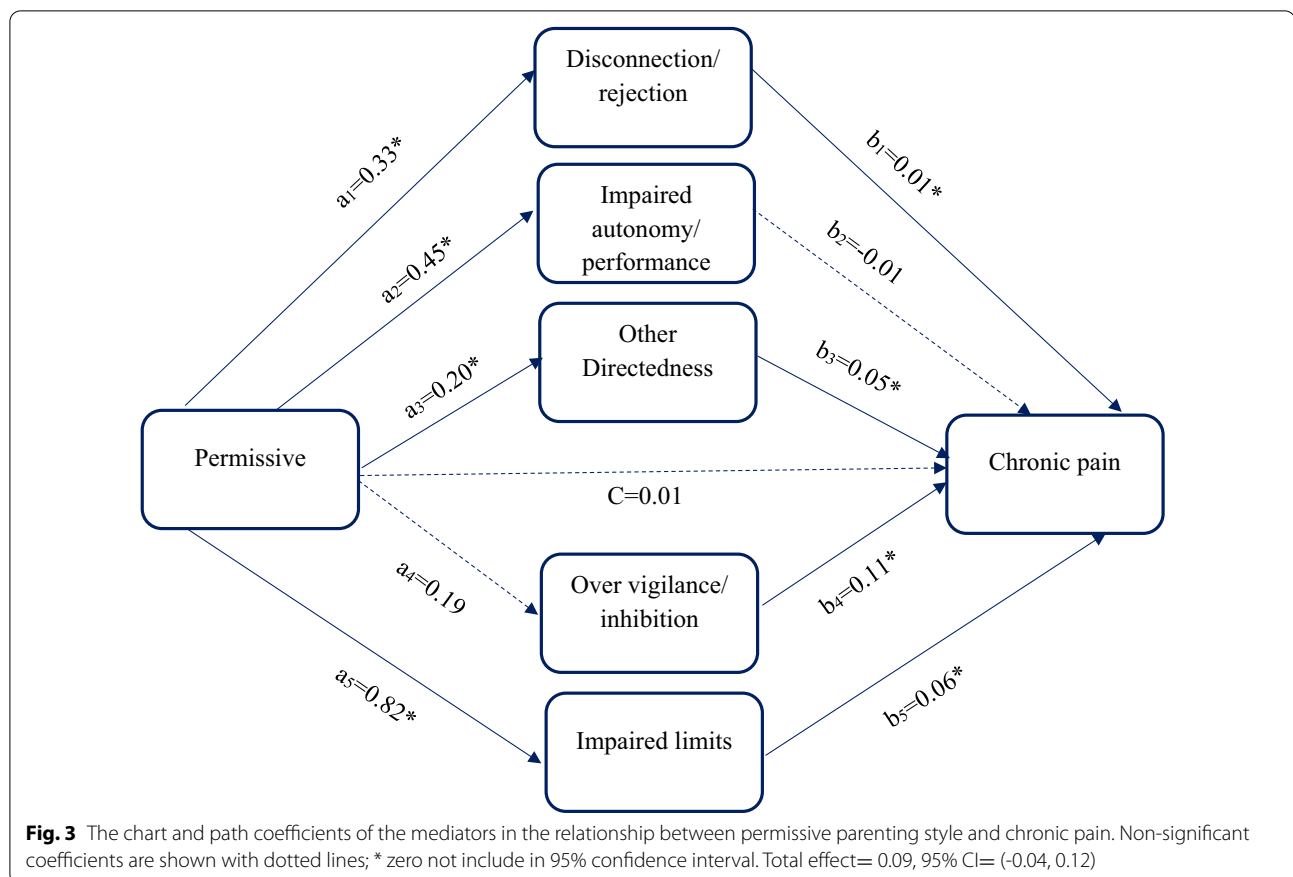 Disconnection/
rejection
a₁=0.33*
b₁=0.01*
Impaired
autonomy/
performance
a₂=0.45*
b₂=-0.01
Other
Directedness
a₃=0.20*
b₃=0.05*
Permissive
Chronic pain
C=0.01
Over vigilance/
inhibition
a₄=0.19
b₄=0.11*
Impaired limits
a₅=0.82*
b₅=0.06*
Fig. 3 The chart and path coefficients of the mediators in the relationship between permissive parenting style and chronic pain. Non-significant
coefficients are shown with dotted lines; * zero not include in 95% confidence interval. Total effect= 0.09, 95% CI= (-0.04, 0.12)